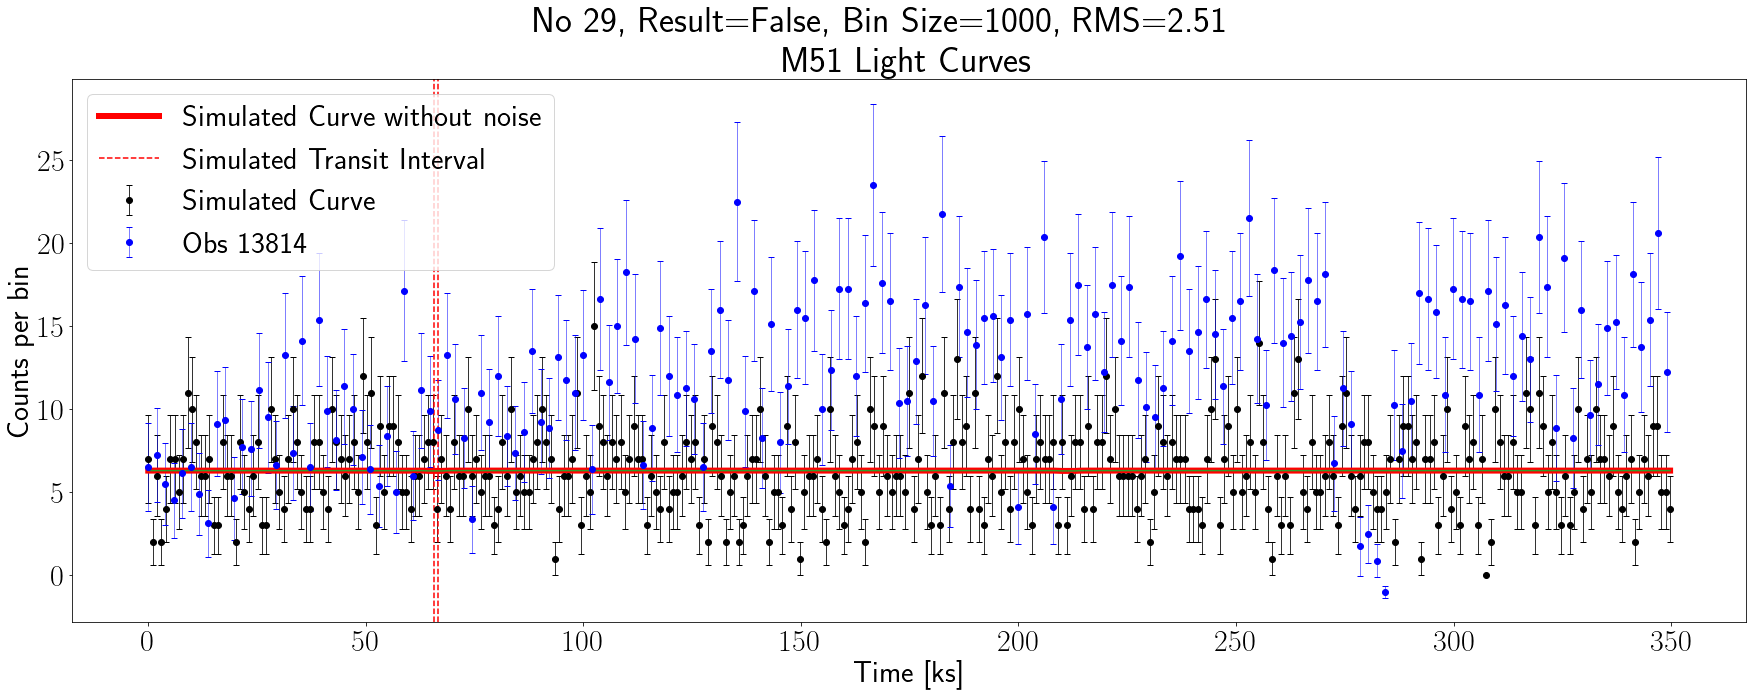 No 29, Result=False, Bin Size=1000, RMS=2.51
M51 Light Curves
Simulated Curve without noise
Simulated Transit Interval
Simulated Curve
Obs 13814
Counts per bin
25
20
15
10
5
0
0 50 100 150 200 250 300 350
Time [ks]